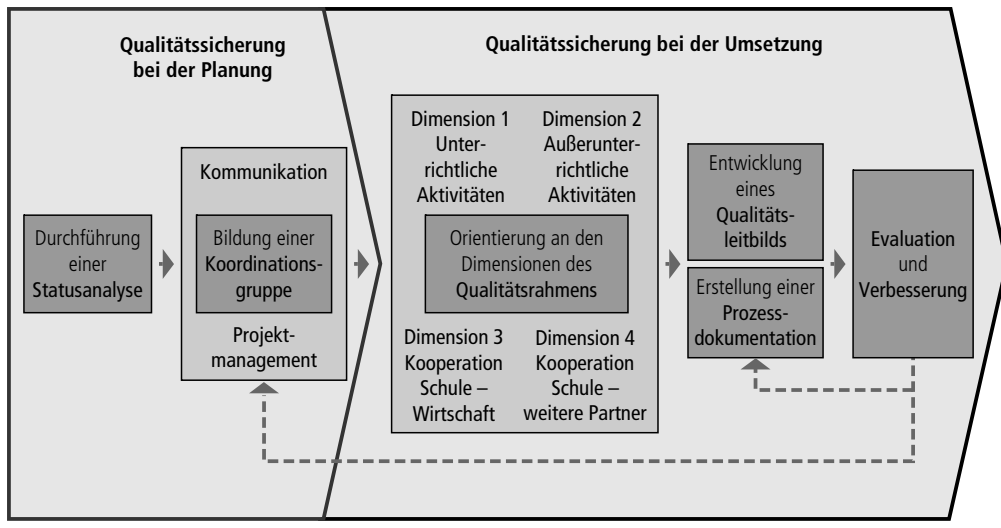 Qualitätssicherung
bei der Planung
Qualitätssicherung bei der Umsetzung
Durchführung
einer
Statusanalyse
Kommunikation
Bildung einer
Koordinations-
gruppe
Projekt-
management
Dimension 1
Unter-
richtliche
Aktivitäten
Dimension 2
Außerunter-
richtliche
Aktivitäten
Orientierung an den
Dimensionen des
Qualitätsrahmens
Dimension 3
Kooperation
Schule –
Wirtschaft
Dimension 4
Kooperation
Schule –
weitere Partner
Entwicklung
eines
Qualitäts-
leitbilds
Erstellung einer
Prozess-
dokumentation
Evaluation
und
Verbesserung